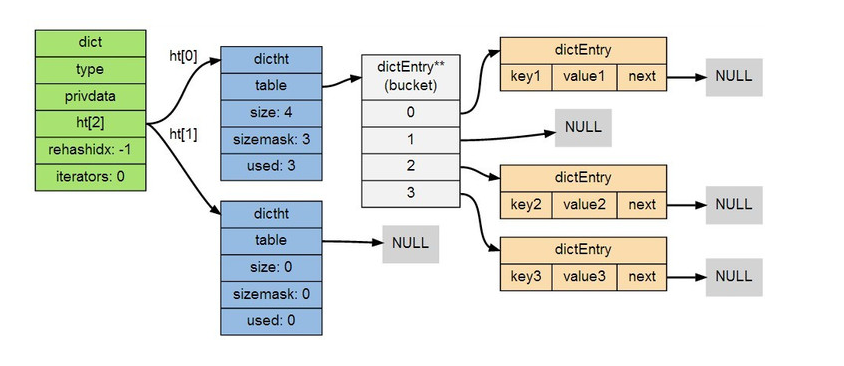 dict
type
privdata
ht[2]
rehashidx: -1
iterators: 0
ht[0]
ht[1]
dictht
table
size: 4
sizemask: 3
used: 3
dictht
table
size: 0
sizemask: 0
used: 0
dictEntry**
(bucket)
0
1
2
3
NULL
dictEntry
key1 value1 next
NULL
NULL
dictEntry
key2 value2 next
NULL
dictEntry
key3 value3 next
NULL